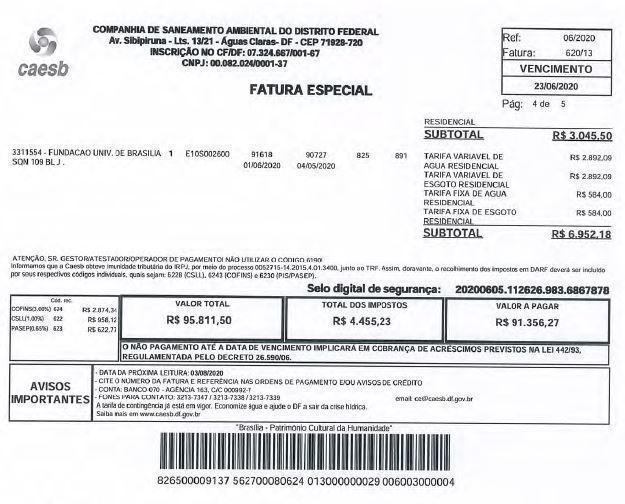 COMPANHIA DE SANEAMENTO AMBIENTAL DO DISTRITO FEDERAL
Av. Sibipiruna - Lts. 13/21 - Águas Claras- DF - CEP 71928-720
INSCRIÇÃO NO CF/DF: 07.324.667/001-67
CNPJ: 00.082.024/0001-37
caesb
FATURA ESPECIAL
Ref: 06/2020
Fatura: 620/13
VENCIMENTO
23/06/2020
Pág: 4 de 5
RESIDENCIAL
SUBTOTAL R$ 3.045,50
3311554 - FUNDACAO UNIV. DE BRASILIA 1 E10S002600 91618 90727 825 891
SQN 109 BL J . 01/06/2020 04/05/2020
TARIFA VARIAVEL DE AGUA RESIDENCIAL R$ 2.892,09
TARIFA VARIAVEL DE ESGOTO RESIDENCIAL R$ 2.892,09
TARIFA FIXA DE AGUA RESIDENCIAL R$ 584,00
TARIFA FIXA DE ESGOTO RESIDENCIAL R$ 584,00
SUBTOTAL R$ 6.952,18
ATENÇÃO, SR. GESTOR/ATESTADOR/OPERADOR DE PAGAMENTO! NÃO UTILIZAR O CÓDIGO 6190!
Informamos que a Caesb obteve imunidade tributária do IRPJ, por meio do processo 0052715-14.2015.4.01.3400, junto ao TRF. Assim, doravante, o recolhimento dos impostos em DARF deverá ser incluído
por seus respectivos códigos individuais, quais sejam: 6228 (CSLL), 6243 (COFINS) e 6230 (PIS/PASEP).
Selo digital de segurança: 20200605.112626.983.6867878
Cód. rec.
COFINS(3.00%) 624 R$ 2.874,34
CSLL(1.00%) 622 R$ 958,12
PASEP(0.65%) 623 R$ 622,77
VALOR TOTAL
R$ 95.811,50
TOTAL DOS IMPOSTOS
R$ 4.455,23
VALOR A PAGAR
R$ 91.356,27
O NÃO PAGAMENTO ATÉ A DATA DE VENCIMENTO IMPLICARÁ EM COBRANÇA DE ACRÉSCIMOS PREVISTOS NA LEI 442/93,
REGULAMENTADA PELO DECRETO 26.590/06.
AVISOS IMPORTANTES
- DATA DA PRÓXIMA LEITURA: 03/08/2020
- CITE O NÚMERO DA FATURA E REFERÊNCIA NAS ORDENS DE PAGAMENTO E/OU AVISOS DE CRÉDITO
- CONTA: BANCO-070 - AGÊNCIA 163, C/C 000992-7
- FONES PARA CONTATO: 3213-7347 / 3213-7338 / 3213-7339 email: ce@caesb.df.gov.br
A tarifa de contingência já está em vigor. Economize água e ajude o DF a sair da crise hídrica.
Saiba mais em www.caesb.df.gov.br
"Brasília - Patrimônio Cultural da Humanidade"
826500009137 562700080624 013000000029 006003000004